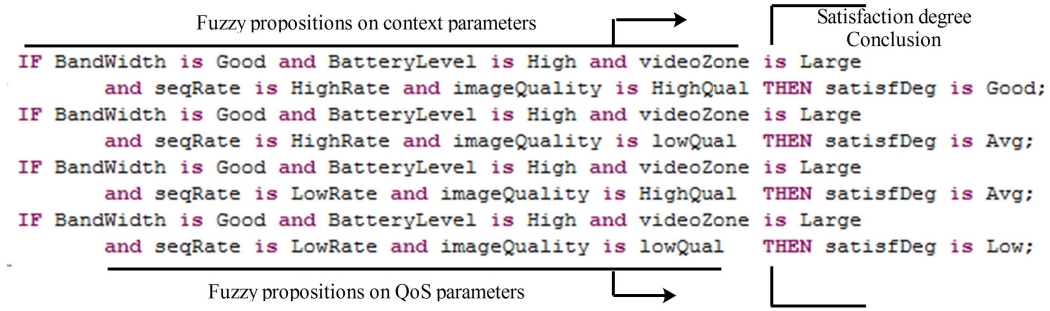 Fuzzy propositions on context parameters
Satisfaction degree
Conclusion
IF BandWidth is Good and BatteryLevel is High and videoZone is Large
and seqRate is HighRate and imageQuality is HighQual THEN satisfDeg is Good;
IF BandWidth is Good and BatteryLevel is High and videoZone is Large
and seqRate is HighRate and imageQuality is lowQual THEN satisfDeg is Avg;
IF BandWidth is Good and BatteryLevel is High and videoZone is Large
and seqRate is LowRate and imageQuality is HighQual THEN satisfDeg is Avg;
IF BandWidth is Good and BatteryLevel is High and videoZone is Large
and seqRate is LowRate and imageQuality is lowQual THEN satisfDeg is Low;
Fuzzy propositions on QoS parameters